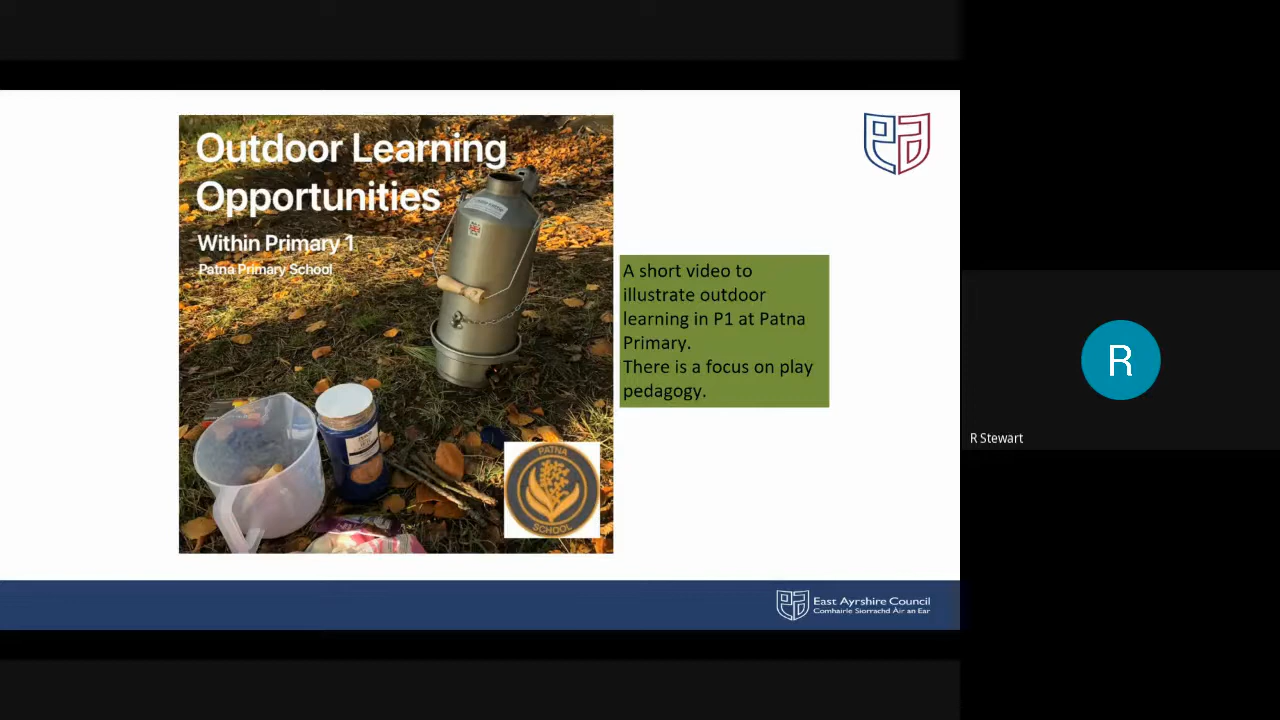 Outdoor Learning
Opportunities
Within Primary 1
Patna Primary School
A short video to
illustrate outdoor
learning in P1 at Patna
Primary.
There is a focus on play
pedagogy.
PATNA
SCHOOL
East Ayrshire Council
Comhairle Siorrachd Àir an Ear
R
R Stewart